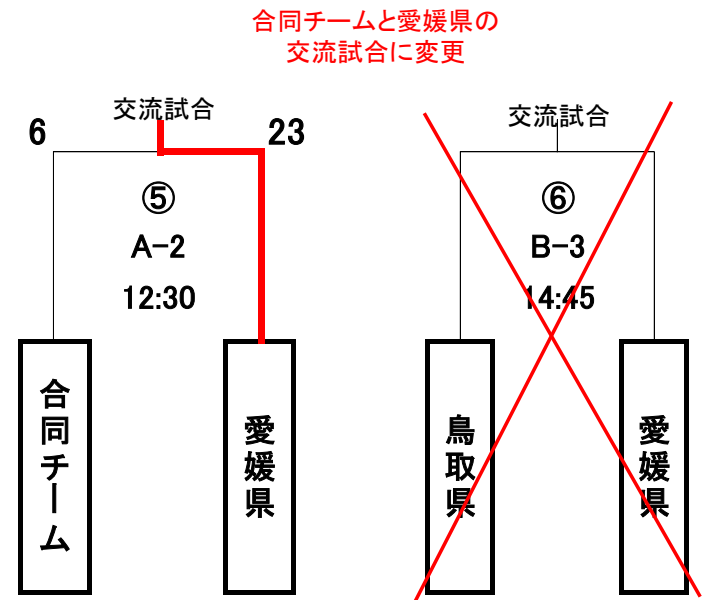 合同チームと愛媛県の
交流試合に変更
交流試合
6
23
⑤
A-2
12:30
合同チーム
愛媛県
交流試合
⑥
B-3
14:45
鳥取県
愛媛県